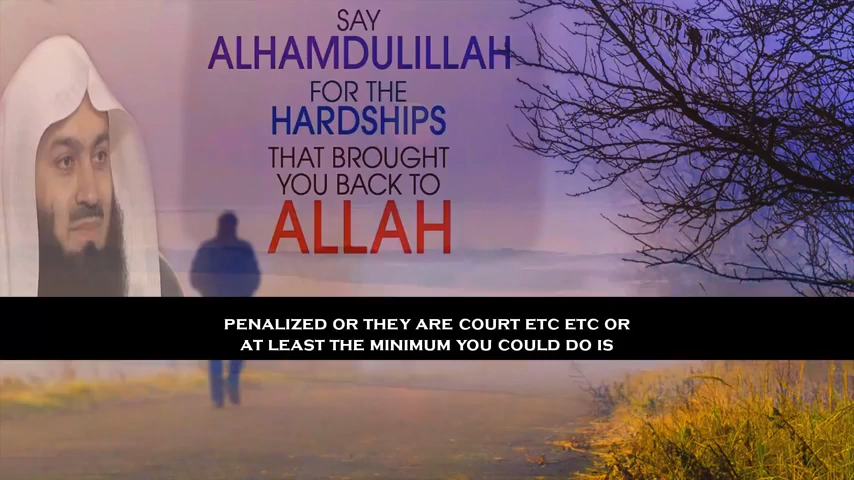 SAY
ALHAMDULILLAH
FOR THE
HARDSHIPS
THAT BROUGHT
YOU BACK TO
ALLAH
PENALIZED OR THEY ARE COURT ETC ETC OR
AT LEAST THE MINIMUM YOU COULD DO IS